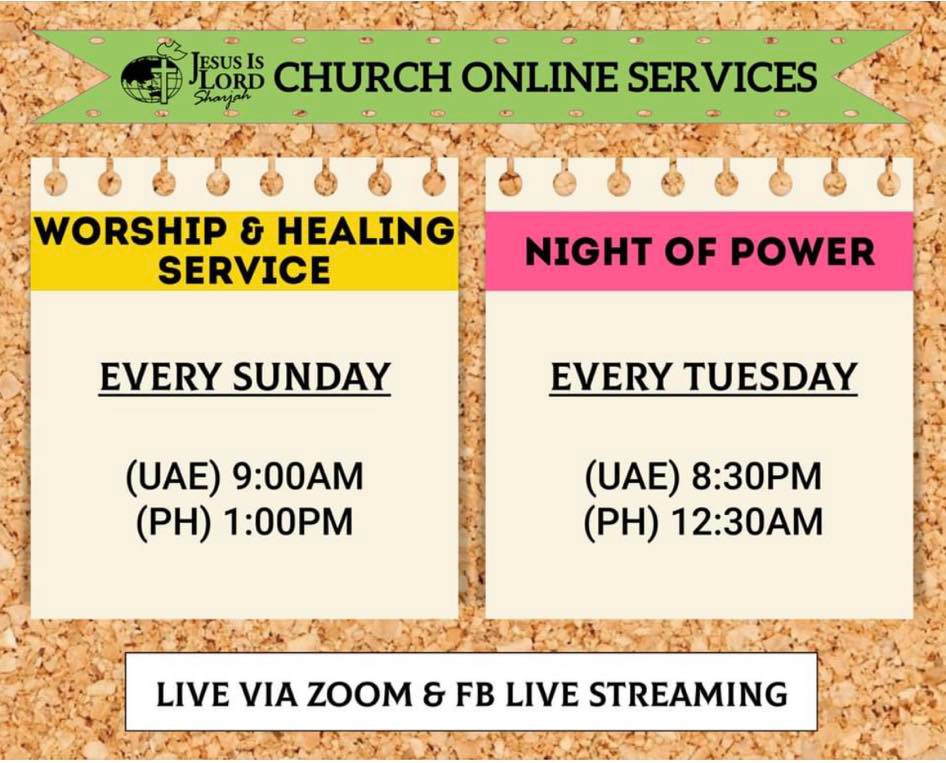 JESUS IS
LORD
Sharjah
CHURCH ONLINE SERVICES
WORSHIP & HEALING
SERVICE
EVERY SUNDAY
(UAE) 9:00AM
(PH) 1:00PM
NIGHT OF POWER
EVERY TUESDAY
(UAE) 8:30PM
(PH) 12:30AM
LIVE VIA ZOOM & FB LIVE STREAMING